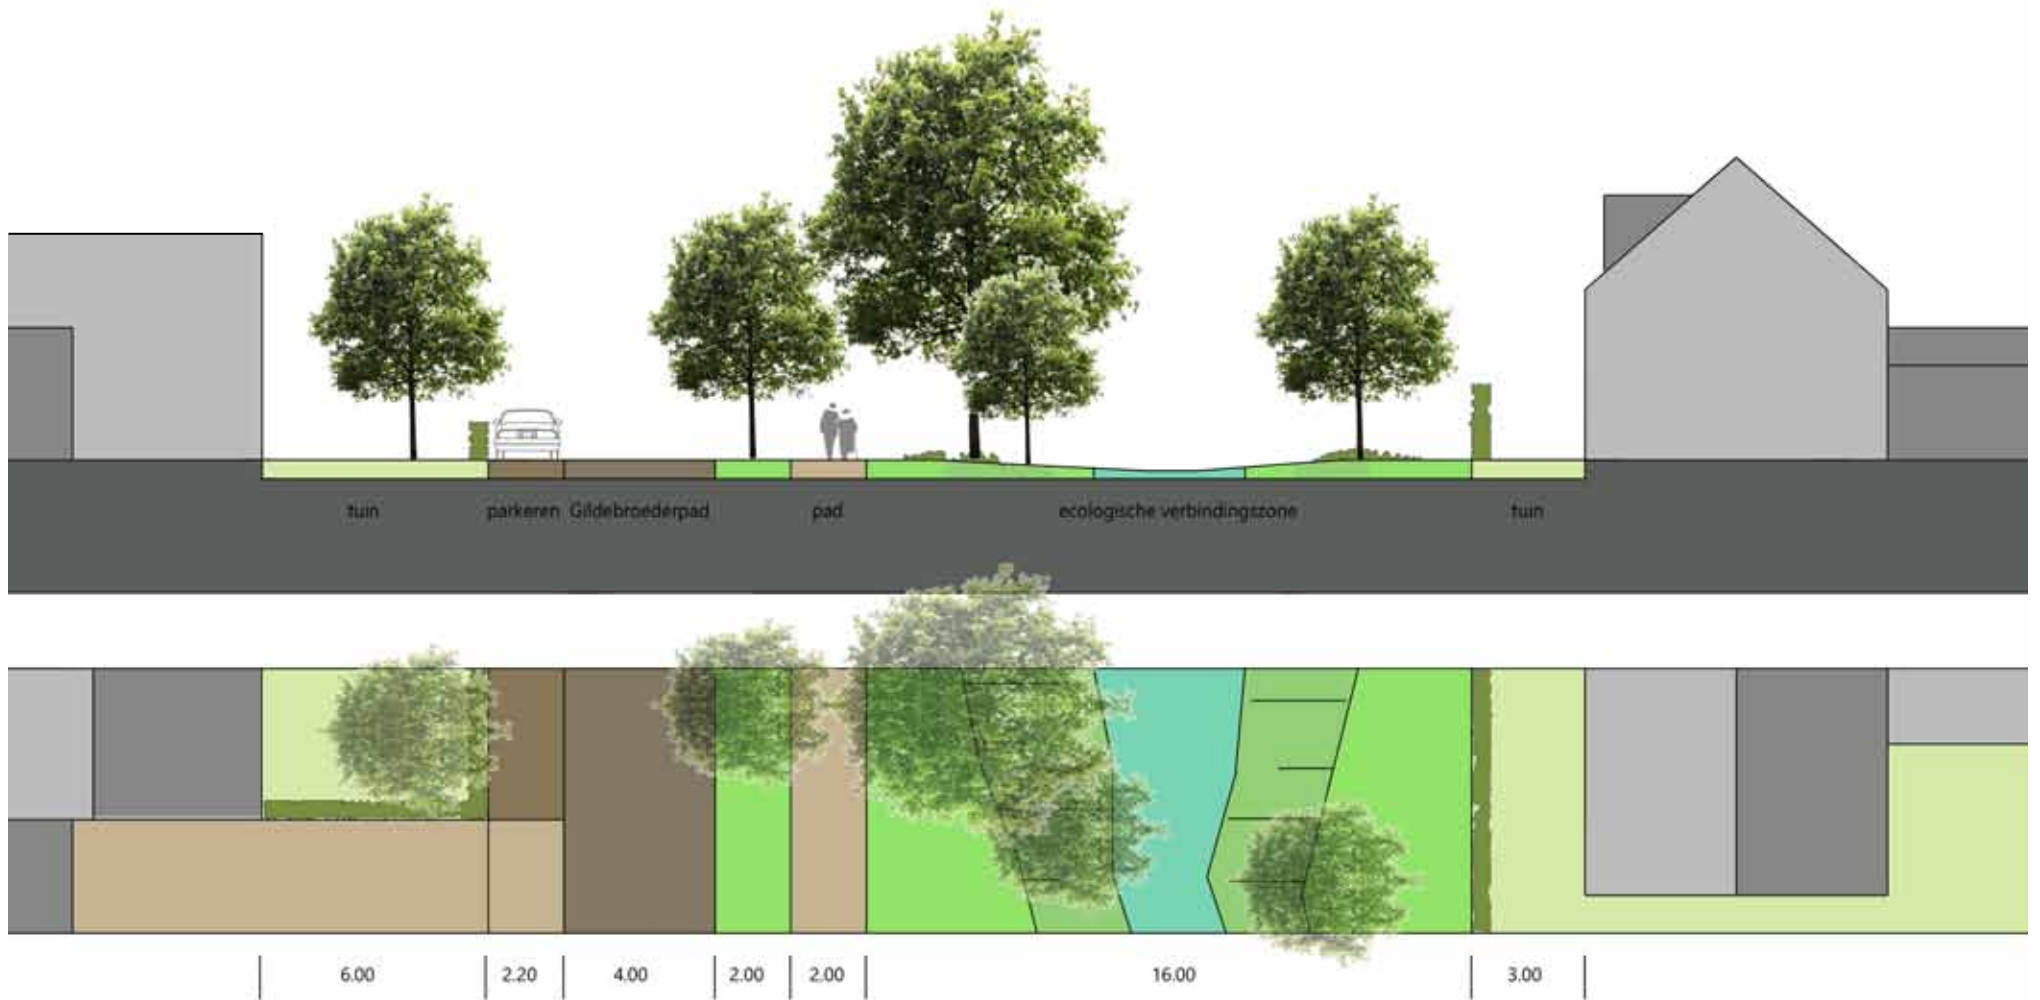 tuin parkeren Gildebroederpad pad ecologische verbindingszone tuin
6.00 2.20 4.00 2.00 2.00 16.00 3.00